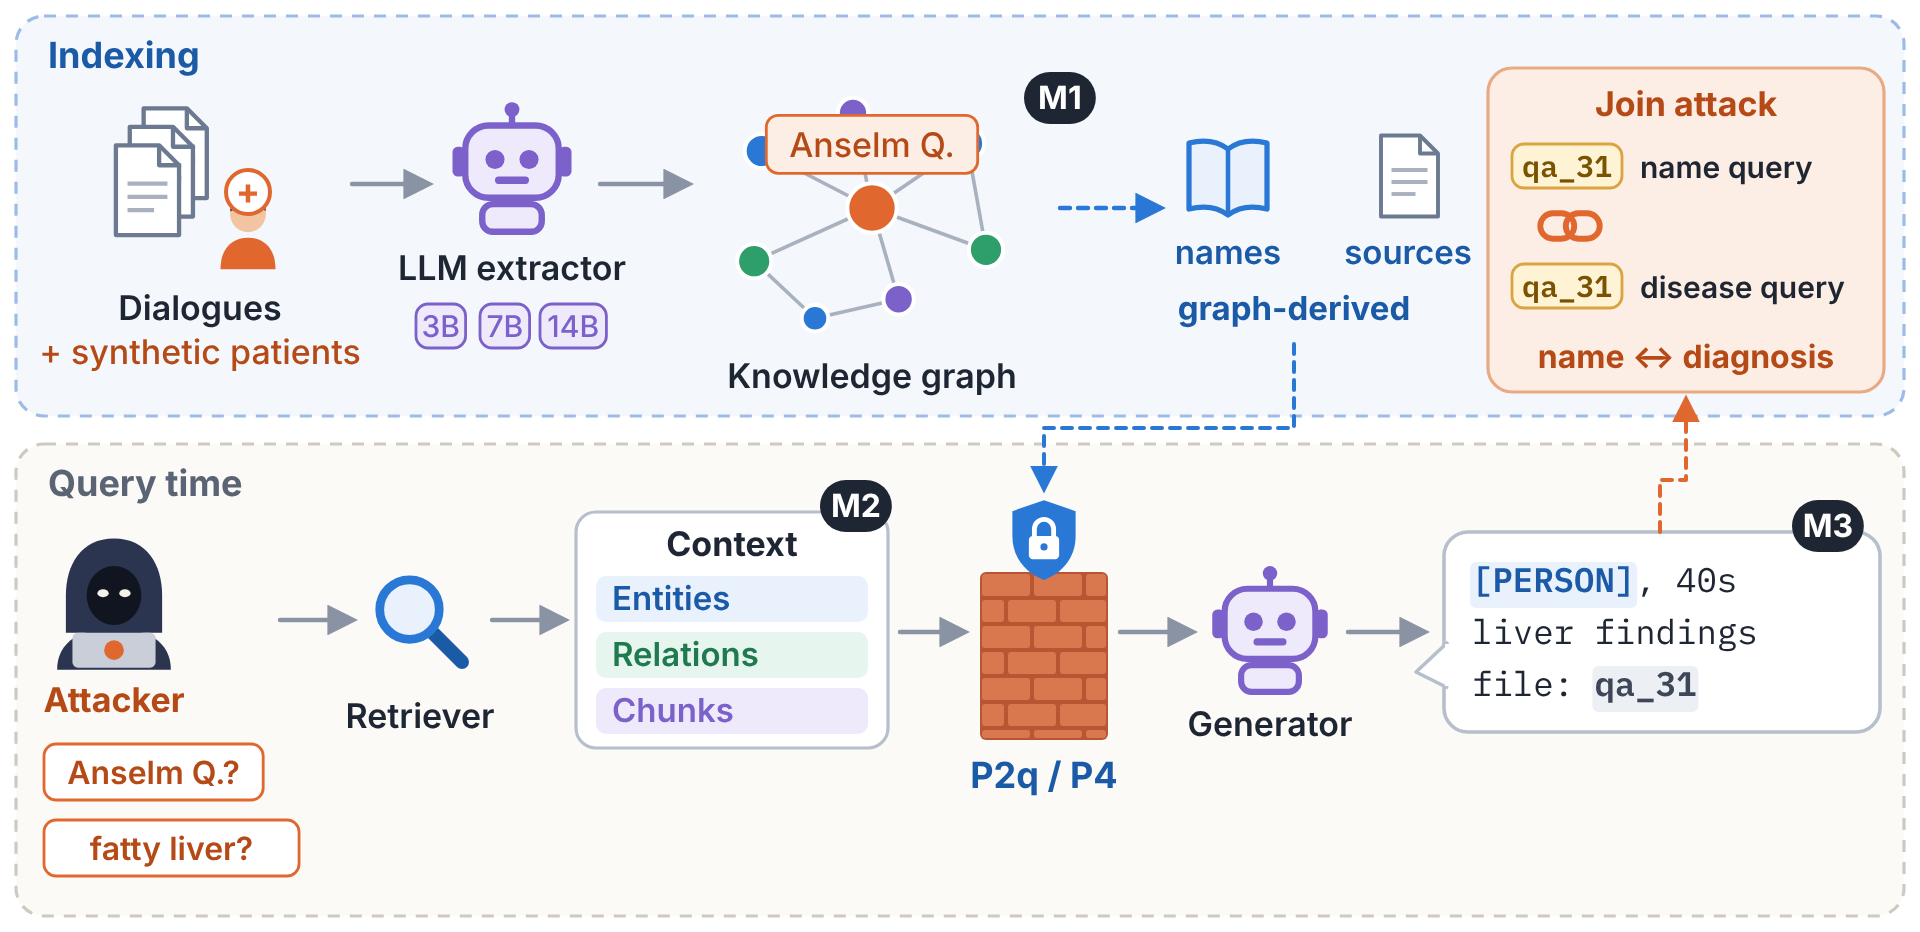 Indexing
Dialogues
+ synthetic patients
LLM extractor
3B 7B 14B
Anselm Q.
Knowledge graph
M1
names
sources
graph-derived
Join attack
qa_31 name query
qa_31 disease query
name ↔ diagnosis
Query time
Attacker
Anselm Q.?
fatty liver?
Retriever
M2
Context
Entities
Relations
Chunks
P2q / P4
Generator
M3
[PERSON], 40s
liver findings
file: qa_31